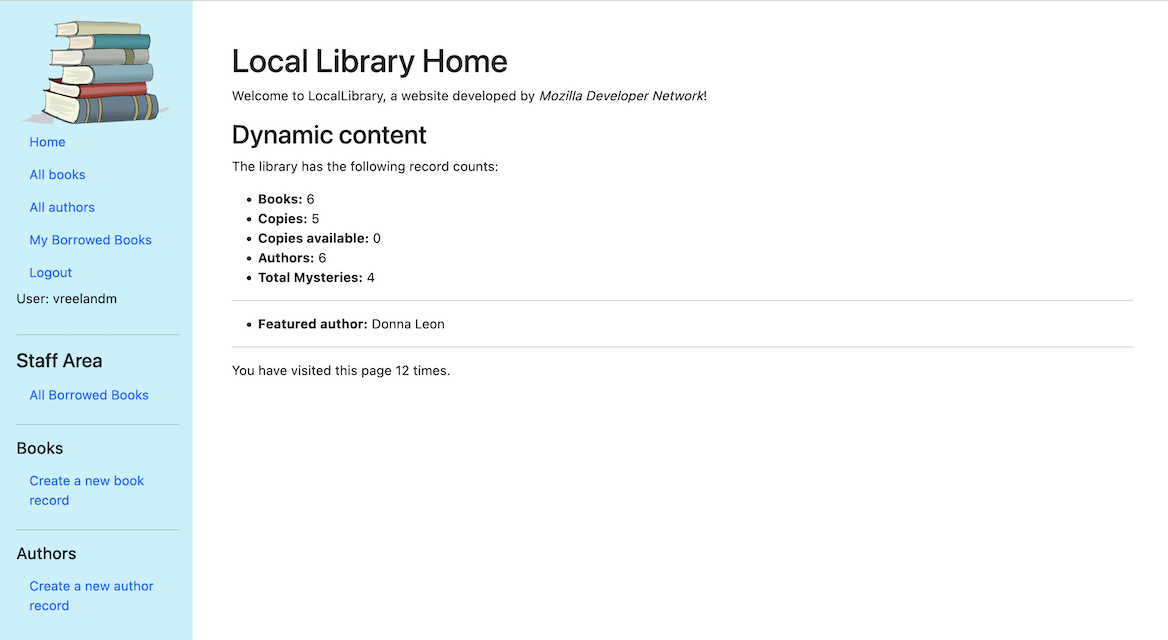 Home
All books
All authors
My Borrowed Books
Logout
User: vreelandm
Staff Area
All Borrowed Books
Books
Create a new book
record
Authors
Create a new author
record
Local Library Home
Welcome to LocalLibrary, a website developed by Mozilla Developer Network!
Dynamic content
The library has the following record counts:
• Books: 6
• Copies: 5
• Copies available: 0
• Authors: 6
• Total Mysteries: 4
• Featured author: Donna Leon
You have visited this page 12 times.